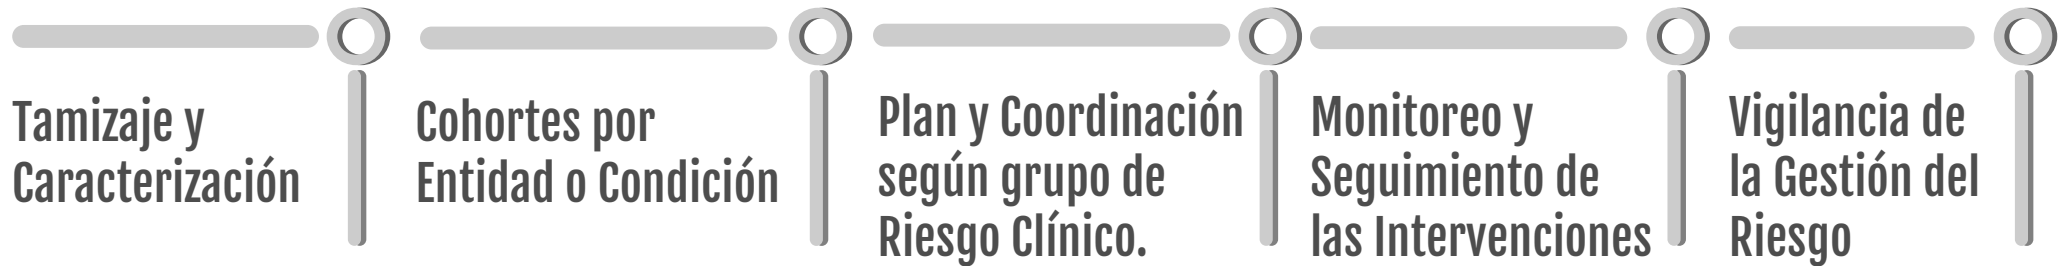 Tamizaje y
Caracterización
Cohortes por
Entidad o Condición
Plan y Coordinación
según grupo de
Riesgo Clínico.
Monitoreo y
Seguimiento de
las Intervenciones
Vigilancia de
la Gestión del
Riesgo